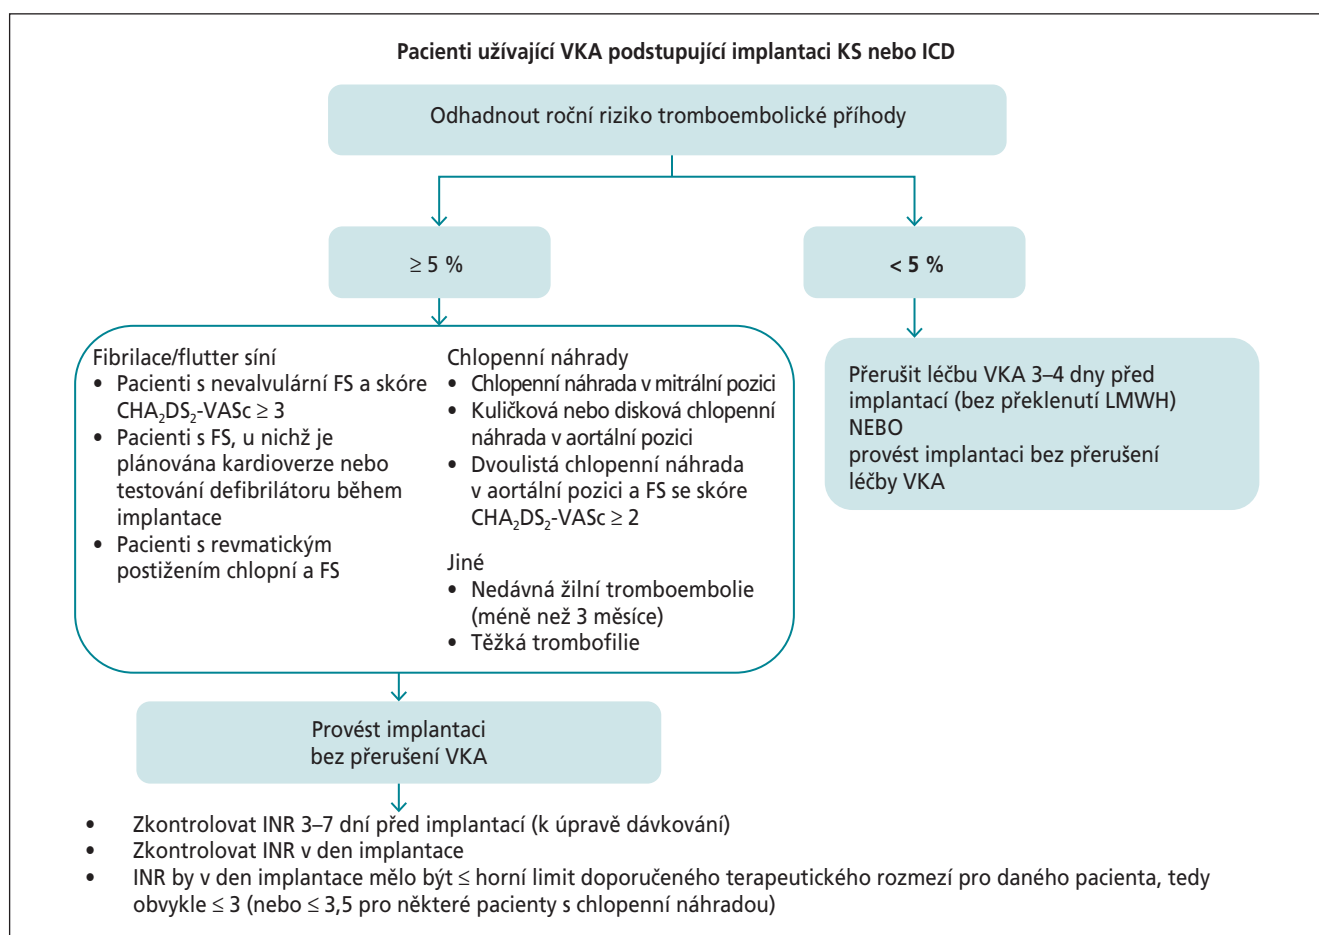 Pacienti užívající VKA podstupující implantaci KS nebo ICD
Odhadnout roční riziko tromboembolické příhody
≥ 5 %
< 5 %
Fibrilace/flutter síní
• Pacienti s nevalvulární FS a skóre
CHA₂DS₂-VASc ≥ 3
• Pacienti s FS, u nichž je
plánována kardioverze nebo
testování defibrilátoru během
implantace
• Pacienti s revmatickým
postižením chlopní a FS
Chlopenní náhrady
• Chlopenní náhrada v mitrální pozici
• Kuličková nebo disková chlopenní
náhrada v aortální pozici
• Dvoulistá chlopenní náhrada
v aortální pozici a FS se skóre
CHA₂DS₂-VASc ≥ 2
Jiné
• Nedávná žilní tromboembolie
(méně než 3 měsíce)
• Těžká trombofilie
Přerušit léčbu VKA 3–4 dny před
implantací (bez překlenutí LMWH)
NEBO
provést implantaci bez přerušení
léčby VKA
Provést implantaci
bez přerušení VKA
• Zkontrolovat INR 3–7 dní před implantací (k úpravě dávkování)
• Zkontrolovat INR v den implantace
• INR by v den implantace mělo být ≤ horní limit doporučeného terapeutického rozmezí pro daného pacienta, tedy
obvykle ≤ 3 (nebo ≤ 3,5 pro některé pacienty s chlopenní náhradou)